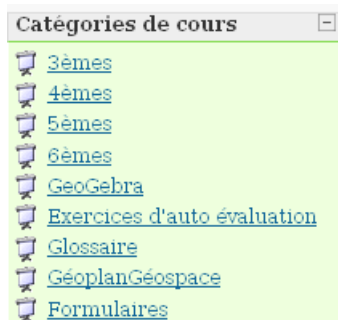 Catégories de cours
3èmes
4èmes
5èmes
6èmes
GeoGebra
Exercices d'auto évaluation
Glossaire
GéoplanGéospace
Formulaires